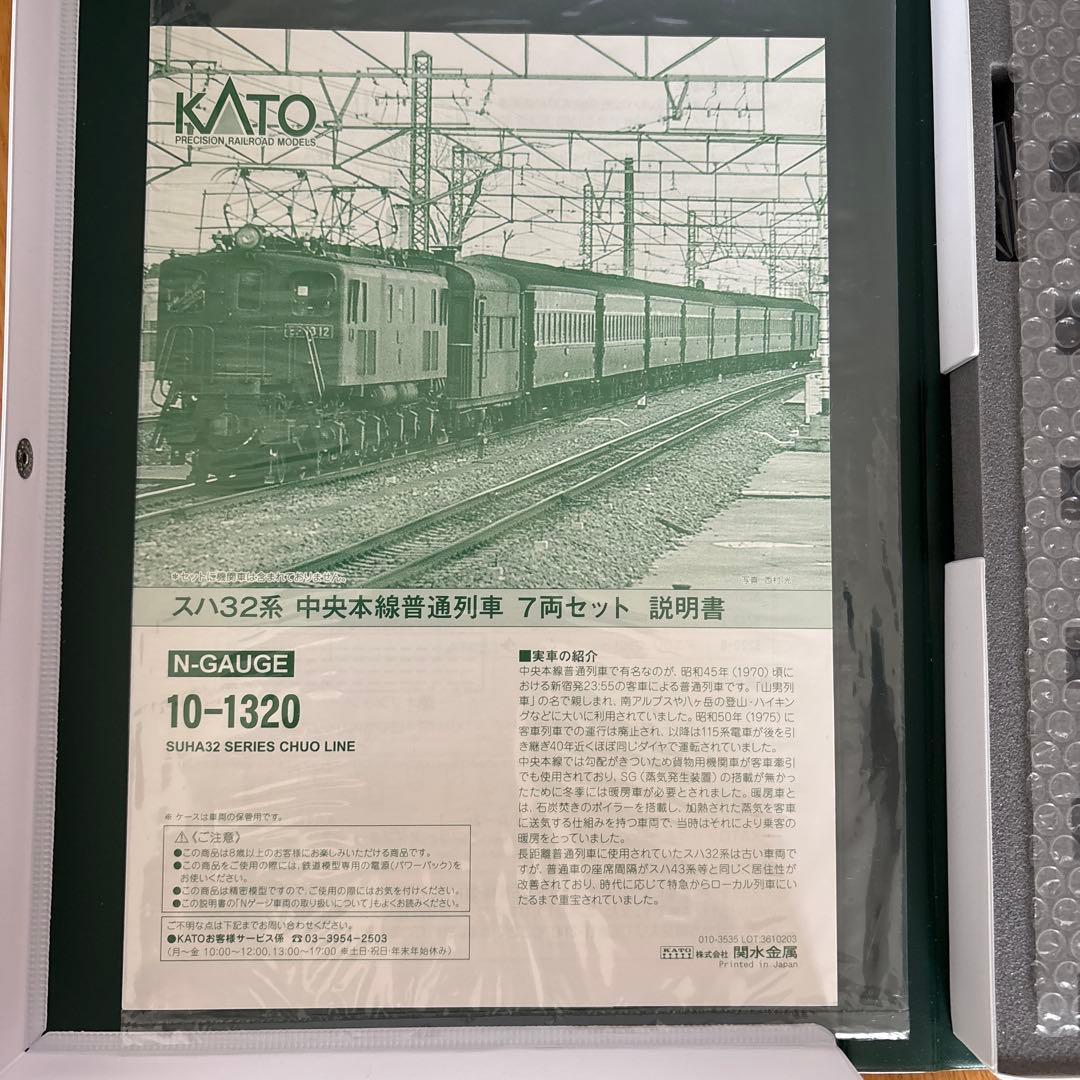 KATO
PRECISION RAILROAD MODELS
＊セットに機関車は含まれておりません。
写真 西村 光
スハ32系 中央本線普通列車 7両セット 説明書
N-GAUGE
10-1320
SUHA32 SERIES CHUO LINE
※ ケースは車両の保管用です。
⚠《ご注意》
●この商品は8歳以上のお客様にお楽しみいただける商品です。
●この商品をご使用の際には、鉄道模型専用の電源(パワーパック)を
お使いください。
●この商品は精密模型ですので、ご使用の際にはお気を付けください。
●この説明書の「Nゲージ車両の取り扱いについて」もよくお読みください。
ご不明な点は下記までお問い合わせください。
●KATOお客様サービス係 ☎03-3954-2503
(月〜金 10:00〜12:00,13:00〜17:00 ※土日・祝日・年末年始休み)
■実車の紹介
中央本線普通列車で有名なのが、昭和45年（1970）頃に
おける新宿発23:55の客車による普通列車です。「山男列
車」の名で親しまれ、南アルプスや八ヶ岳の登山・ハイキン
グなどに大いに利用されていました。昭和50年（1975）に
客車列車での運行は廃止され、以降は115系電車が後を引
き継ぎ40年近くほぼ同じダイヤで運転されていました。
中央本線では勾配がきついため貨物用機関車が客車牽引
でも使用されており、SG（蒸気発生装置）の搭載が無かっ
たために冬季には暖房車が必要とされました。暖房車と
は、石炭焚きのボイラーを搭載し、加熱された蒸気を客車
に送気する仕組みを持つ車両で、当時はそれにより乗客の
暖房をとっていました。
長距離普通列車に使用されていたスハ32系は古い車両で
すが、普通車の座席間隔がスハ43系等と同じく居住性が
改善されており、時代に応じて特急からローカル列車にい
たるまで重宝されていました。
010-3535 LOT:3610203
KATO 株式会社 関水金属
Printed in Japan